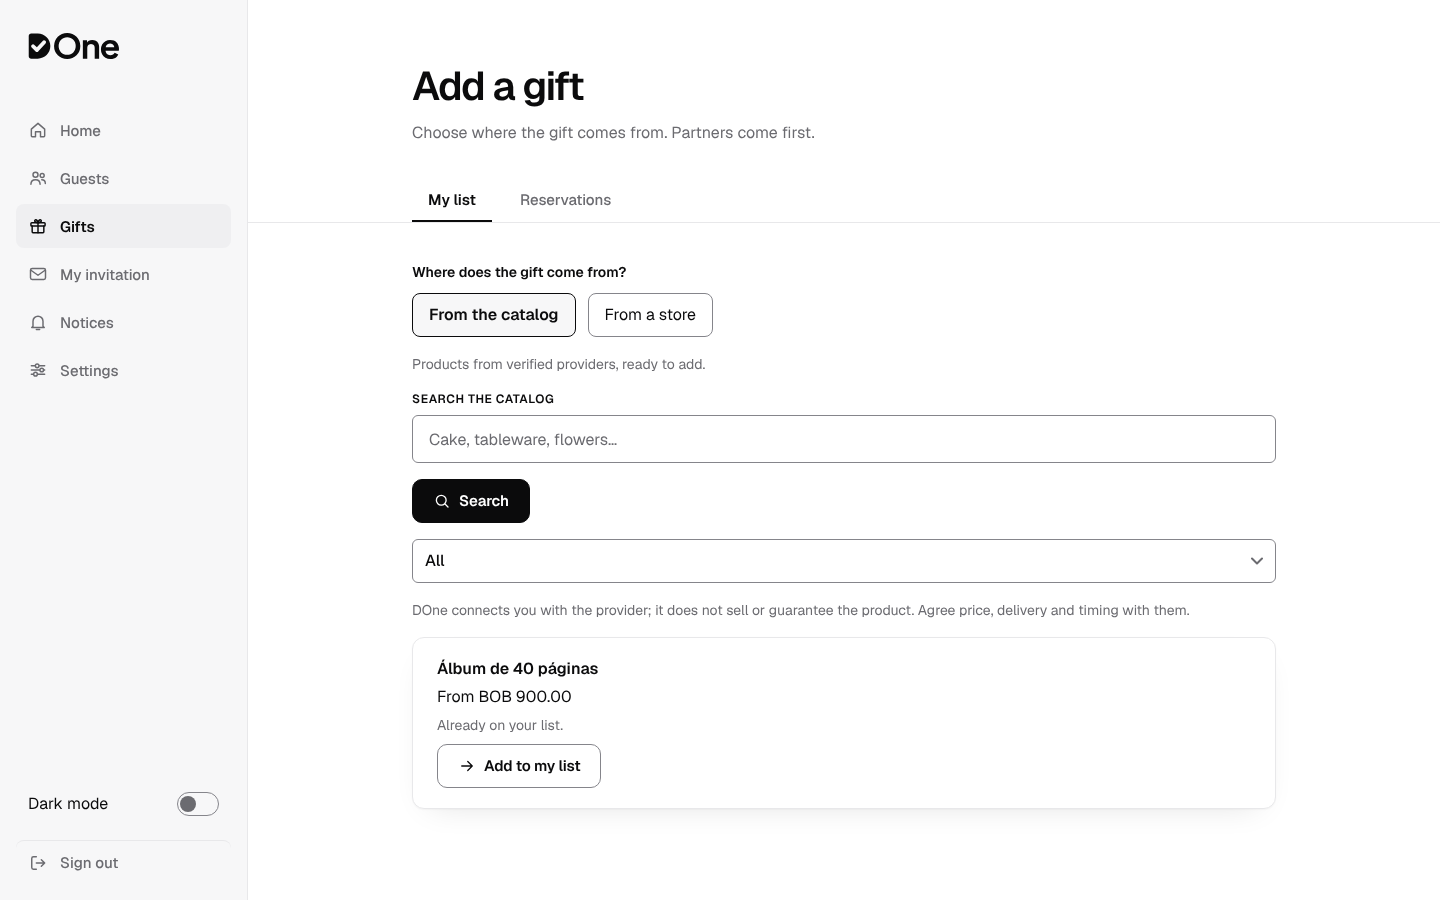 DOne
Home
Guests
Gifts
My invitation
Notices
Settings
Dark mode
Sign out
Add a gift
Choose where the gift comes from. Partners come first.
My list
Reservations
Where does the gift come from?
From the catalog
From a store
Products from verified providers, ready to add.
SEARCH THE CATALOG
Cake, tableware, flowers...
Search
All
DOne connects you with the provider; it does not sell or guarantee the product. Agree price, delivery and timing with them.
Álbum de 40 páginas
From BOB 900.00
Already on your list.
Add to my list